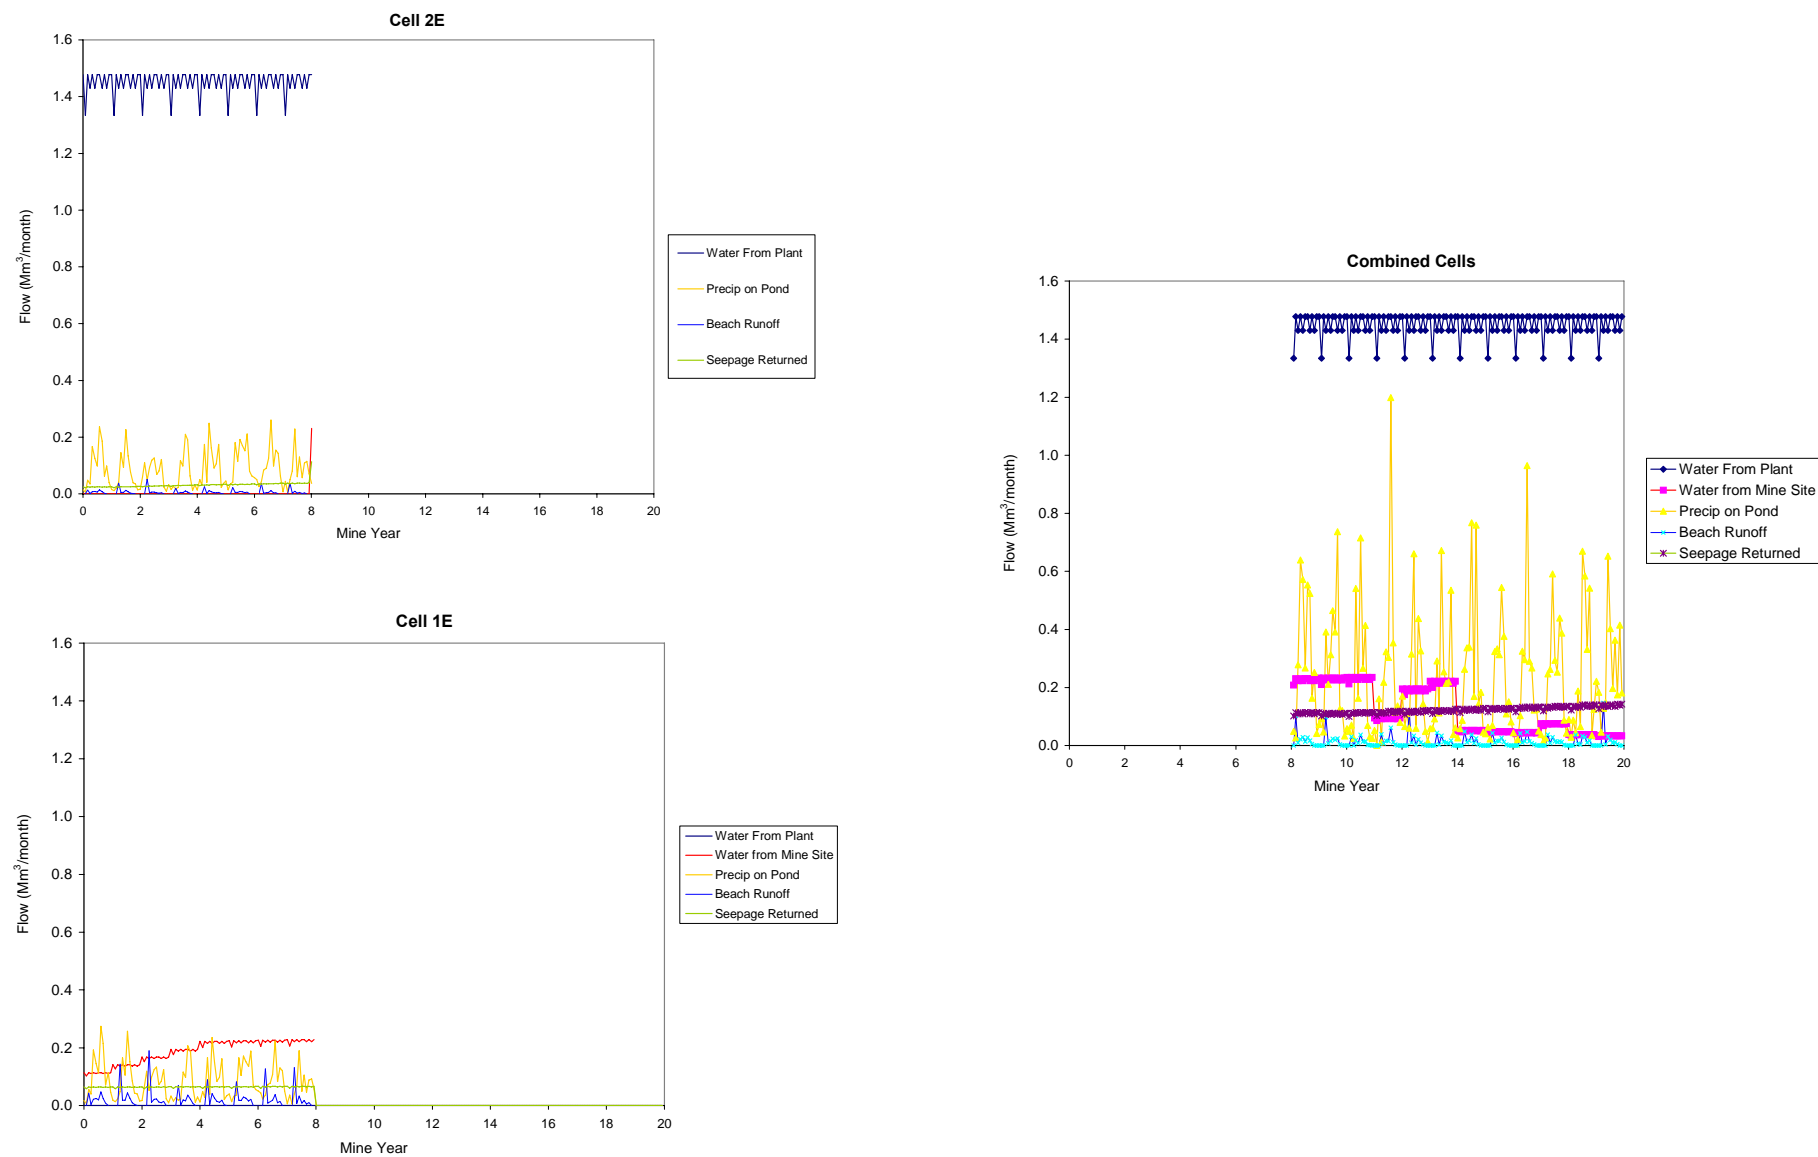 Cell 2E
1.6
1.4
1.2
1.0
0.8
0.6
0.4
0.2
0.0
Flow (Mm³/month)
0 2 4 6 8 10 12 14 16 18 20
Mine Year
Water From Plant
Precip on Pond
Beach Runoff
Seepage Returned
Cell 1E
1.6
1.4
1.2
1.0
0.8
0.6
0.4
0.2
0.0
Flow (Mm³/month)
0 2 4 6 8 10 12 14 16 18 20
Mine Year
Water From Plant
Water from Mine Site
Precip on Pond
Beach Runoff
Seepage Returned
Combined Cells
1.6
1.4
1.2
1.0
0.8
0.6
0.4
0.2
0.0
Flow (Mm³/month)
0 2 4 6 8 10 12 14 16 18 20
Mine Year
Water From Plant
Water from Mine Site
Precip on Pond
Beach Runoff
Seepage Returned